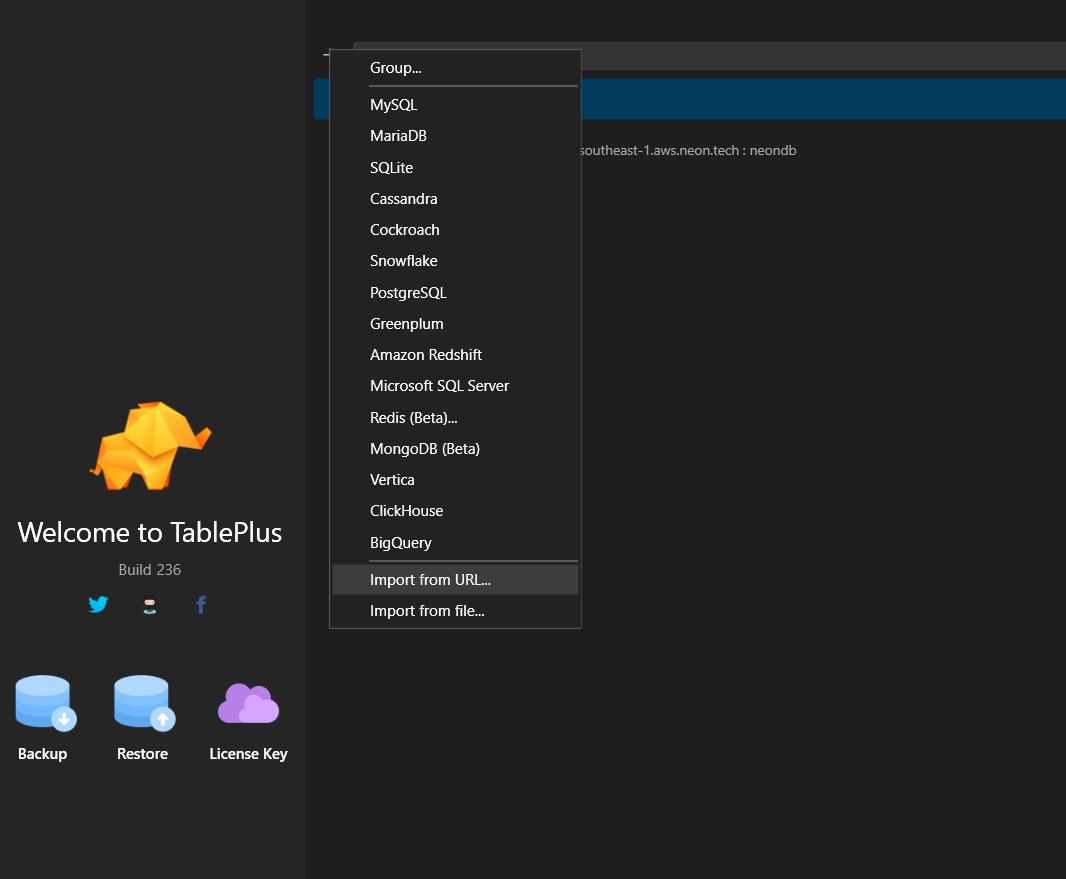 Group...
MySQL
MariaDB
SQLite
southeast-1.aws.neon.tech : neondb
Cassandra
Cockroach
Snowflake
PostgreSQL
Greenplum
Amazon Redshift
Microsoft SQL Server
Redis (Beta)...
MongoDB (Beta)
Vertica
ClickHouse
BigQuery
Import from URL...
Import from file...
Welcome to TablePlus
Build 236
Backup
Restore
License Key